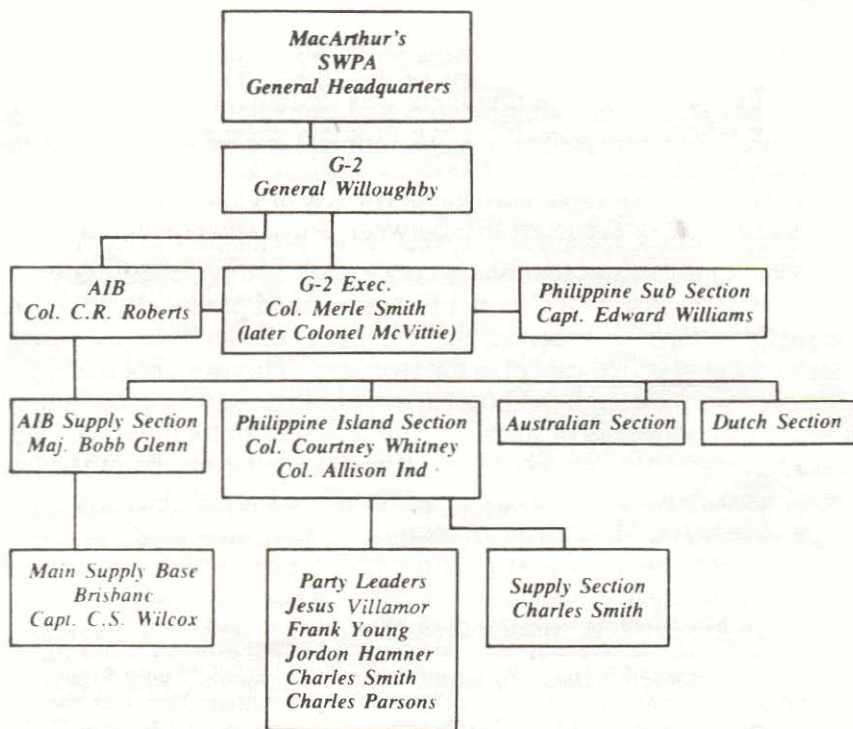 MacArthur's
SWPA
General Headquarters
G-2
General Willoughby
AIB
Col. C.R. Roberts
G-2 Exec.
Col. Merle Smith
(later Colonel McVittie)
Philippine Sub Section
Capt. Edward Williams
AIB Supply Section
Maj. Bobb Glenn
Philippine Island Section
Col. Courtney Whitney
Col. Allison Ind
Australian Section
Dutch Section
Main Supply Base
Brisbane
Capt. C.S. Wilcox
Party Leaders
Jesus Villamor
Frank Young
Jordon Hamner
Charles Smith
Charles Parsons
Supply Section
Charles Smith